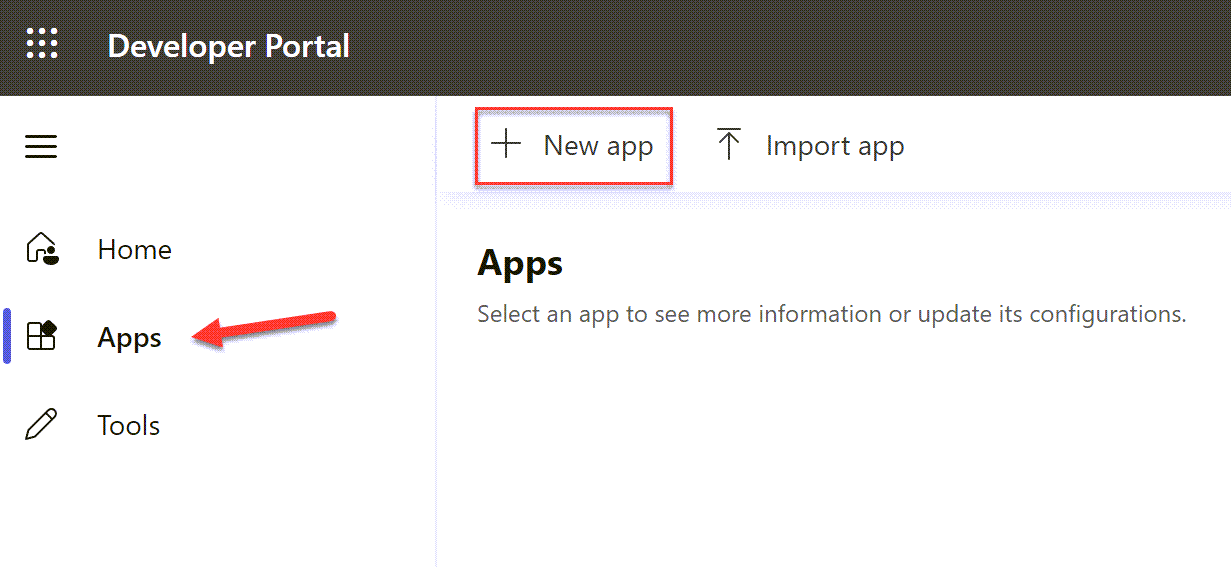 Developer Portal
New app
Import app
Home
Apps
Tools
Apps
Select an app to see more information or update its configurations.